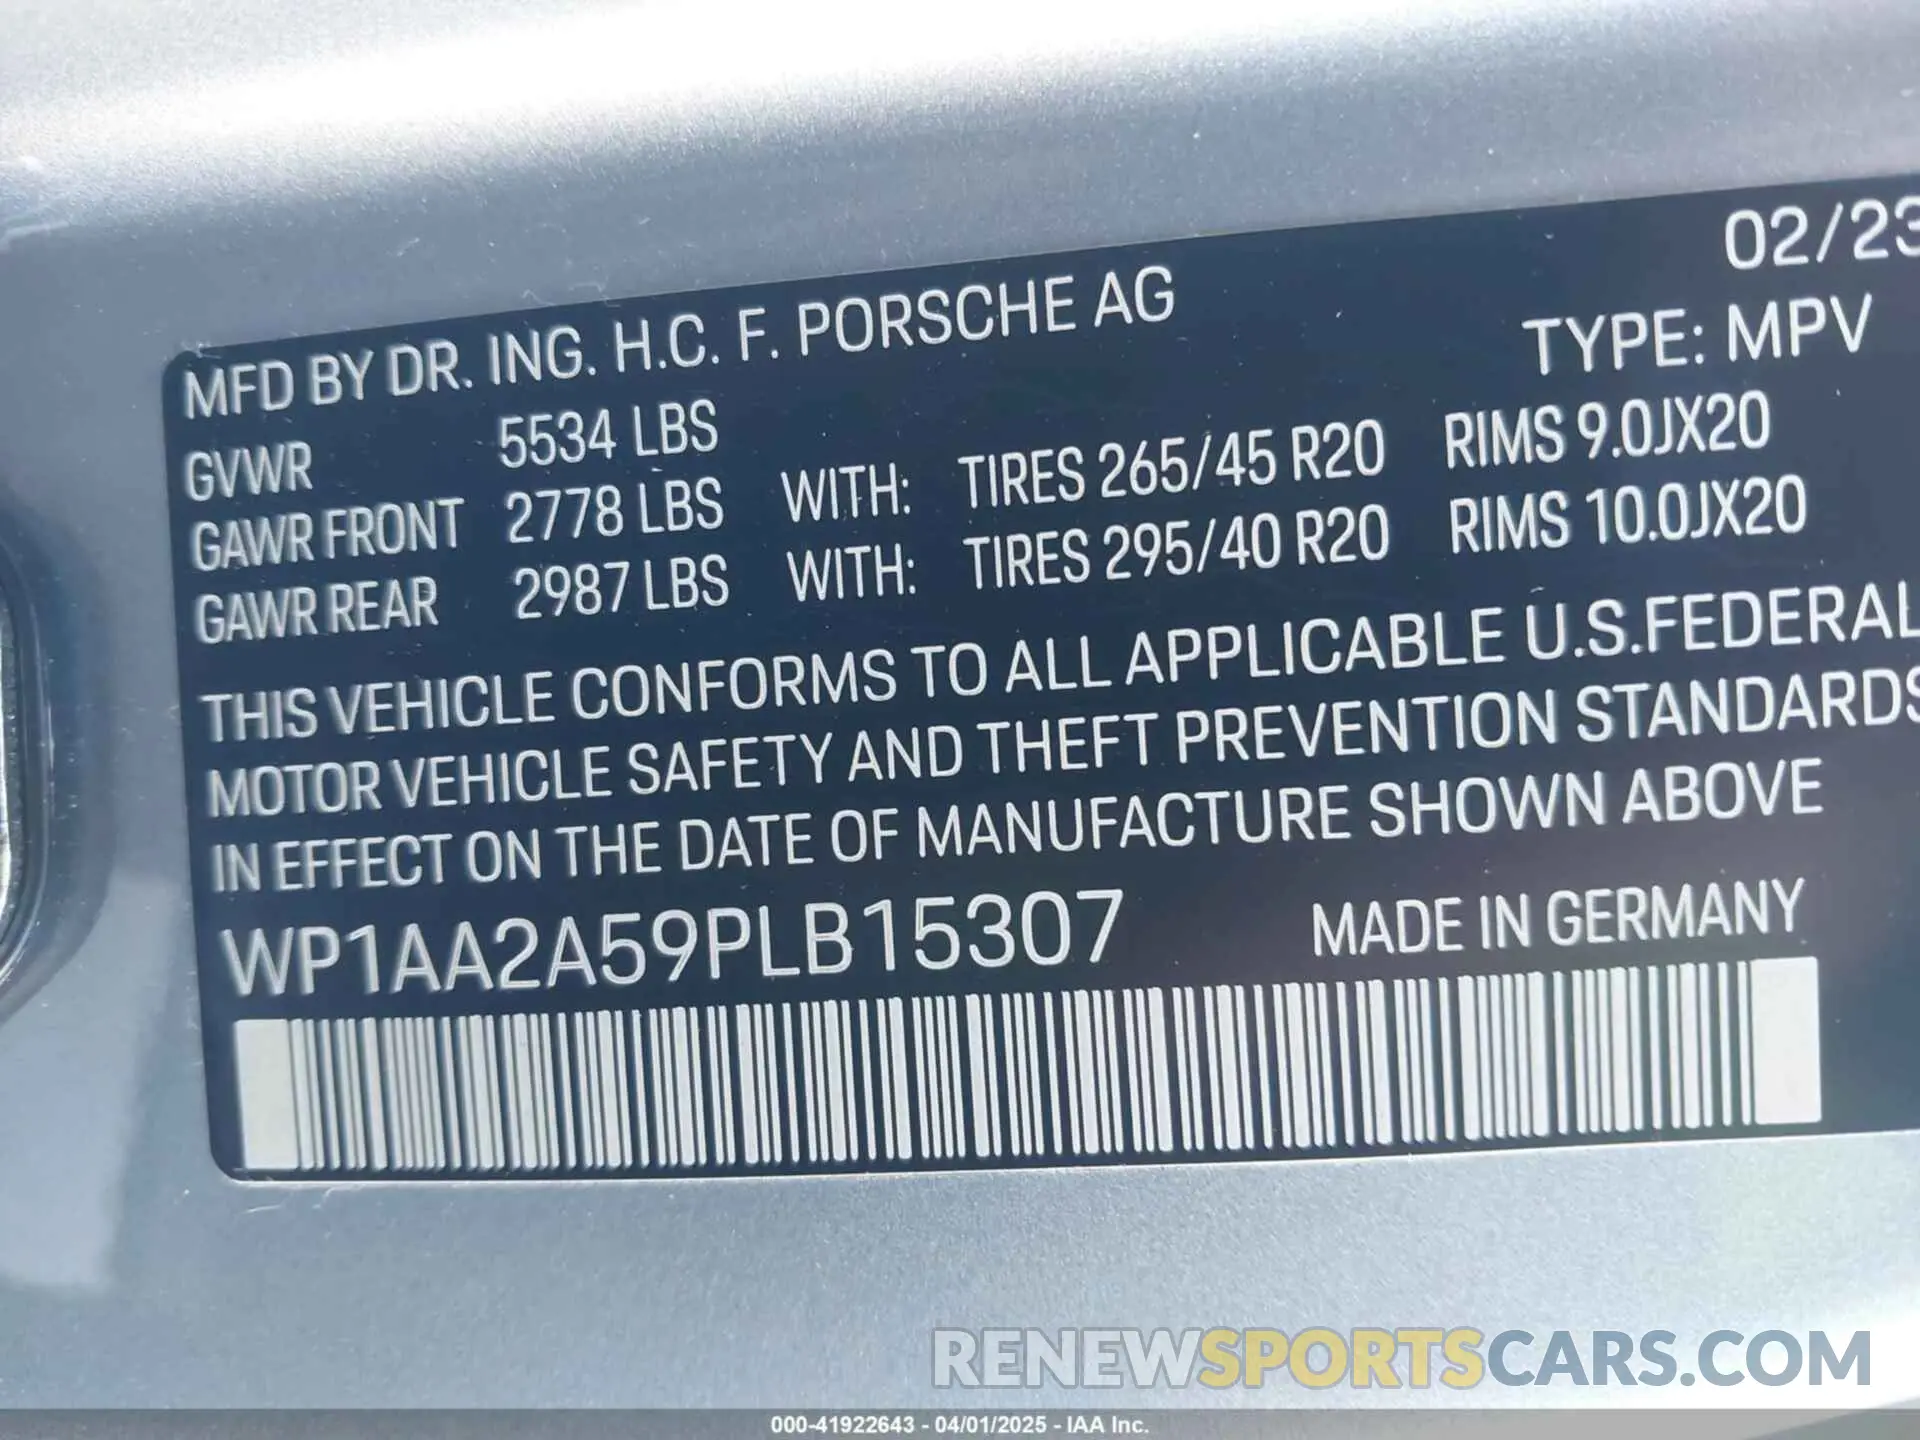 02/23
MFD BY DR. ING. H.C. F. PORSCHE AG
TYPE: MPV
GVWR 5534 LBS
GAWR FRONT 2778 LBS WITH: TIRES 265/45 R20 RIMS 9.0JX20
GAWR REAR 2987 LBS WITH: TIRES 295/40 R20 RIMS 10.0JX20
THIS VEHICLE CONFORMS TO ALL APPLICABLE U.S.FEDERAL
MOTOR VEHICLE SAFETY AND THEFT PREVENTION STANDARDS
IN EFFECT ON THE DATE OF MANUFACTURE SHOWN ABOVE
WP1AA2A59PLB15307 MADE IN GERMANY
RENEWSPORTSCARS.COM
000-41922643 - 04/01/2025 - IAA Inc.